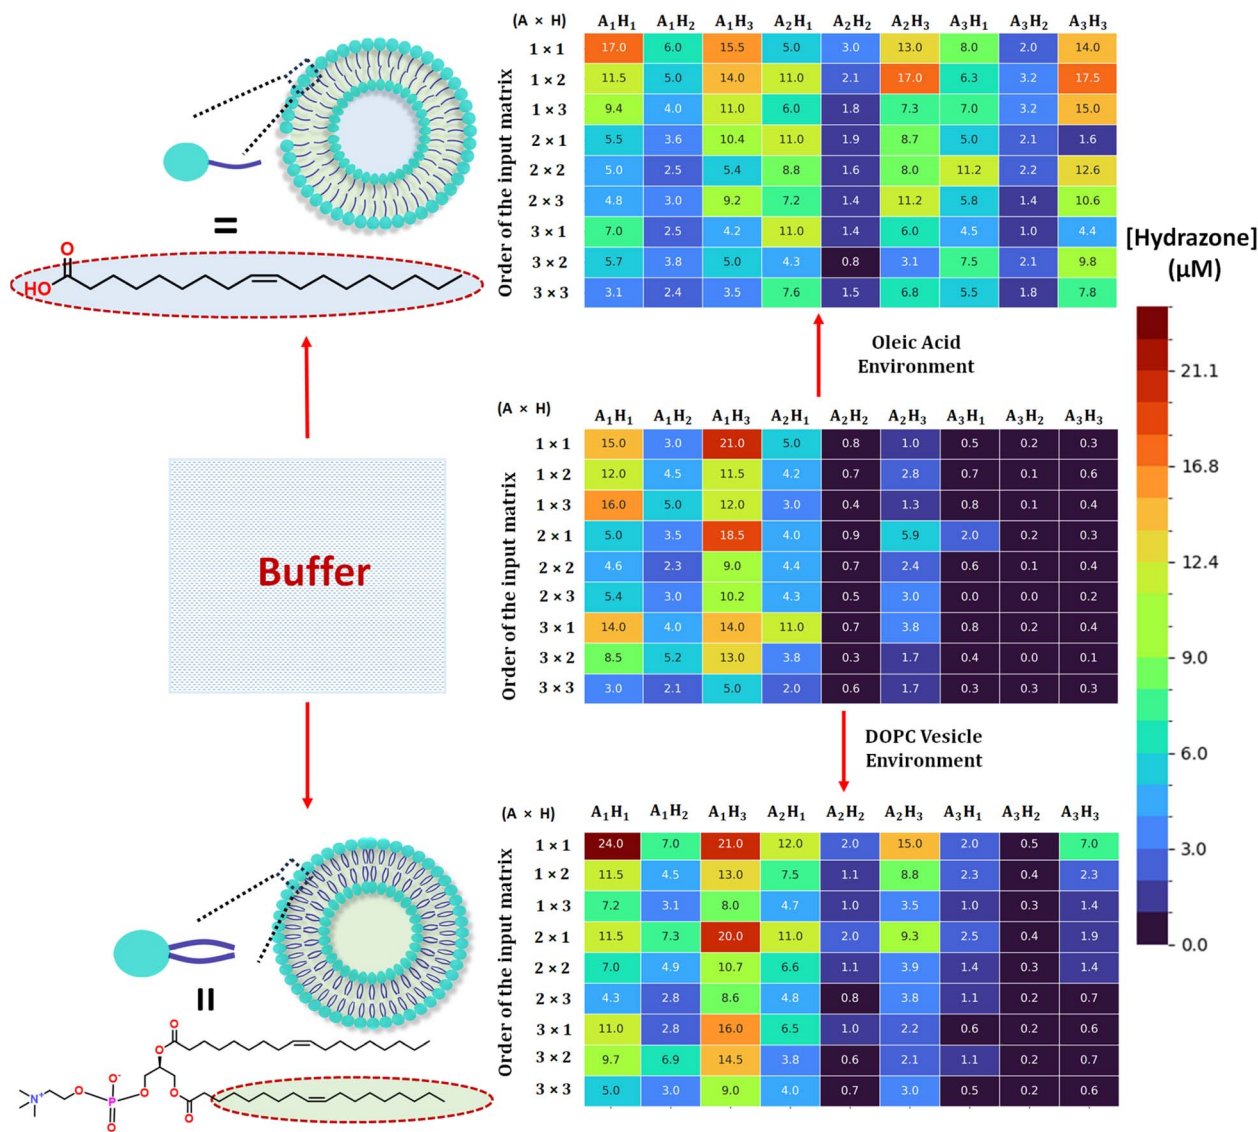 (A × H) A₁H₁ A₁H₂ A₁H₃ A₂H₁ A₂H₂ A₂H₃ A₃H₁ A₃H₂ A₃H₃
Order of the input matrix
1 × 1 17.0 6.0 15.5 5.0 3.0 13.0 8.0 2.0 14.0
1 × 2 11.5 5.0 14.0 11.0 2.1 17.0 6.3 3.2 17.5
1 × 3 9.4 4.0 11.0 6.0 1.8 7.3 7.0 3.2 15.0
2 × 1 5.5 3.6 10.4 11.0 1.9 8.7 5.0 2.1 1.6
2 × 2 5.0 2.5 5.4 8.8 1.6 8.0 11.2 2.2 12.6
2 × 3 4.8 3.0 9.2 7.2 1.4 11.2 5.8 1.4 10.6
3 × 1 7.0 2.5 4.2 11.0 1.4 6.0 4.5 1.0 4.4
3 × 2 5.7 3.8 5.0 4.3 0.8 3.1 7.5 2.1 9.8
3 × 3 3.1 2.4 3.5 7.6 1.5 6.8 5.5 1.8 7.8
=
O
HO
Oleic Acid
Environment
[Hydrazone]
(μM)
21.1
16.8
12.4
9.0
6.0
3.0
0.0
Buffer
(A × H) A₁H₁ A₁H₂ A₁H₃ A₂H₁ A₂H₂ A₂H₃ A₃H₁ A₃H₂ A₃H₃
Order of the input matrix
1 × 1 15.0 3.0 21.0 5.0 0.8 1.0 0.5 0.2 0.3
1 × 2 12.0 4.5 11.5 4.2 0.7 2.8 0.7 0.1 0.6
1 × 3 16.0 5.0 12.0 3.0 0.4 1.3 0.8 0.1 0.4
2 × 1 5.0 3.5 18.5 4.0 0.9 5.9 2.0 0.2 0.3
2 × 2 4.6 2.3 9.0 4.4 0.7 2.4 0.6 0.1 0.4
2 × 3 5.4 3.0 10.2 4.3 0.5 3.0 0.0 0.0 0.2
3 × 1 14.0 4.0 14.0 11.0 0.7 3.8 0.8 0.2 0.4
3 × 2 8.5 5.2 13.0 3.8 0.3 1.7 0.4 0.0 0.1
3 × 3 3.0 2.1 5.0 2.0 0.6 1.7 0.3 0.3 0.3
DOPC Vesicle
Environment
(A × H) A₁H₁ A₁H₂ A₁H₃ A₂H₁ A₂H₂ A₂H₃ A₃H₁ A₃H₂ A₃H₃
Order of the input matrix
1 × 1 24.0 7.0 21.0 12.0 2.0 15.0 2.0 0.5 7.0
1 × 2 11.5 4.5 13.0 7.5 1.1 8.8 2.3 0.4 2.3
1 × 3 7.2 3.1 8.0 4.7 1.0 3.5 1.0 0.3 1.4
2 × 1 11.5 7.3 20.0 11.0 2.0 9.3 2.5 0.4 1.9
2 × 2 7.0 4.9 10.7 6.6 1.1 3.9 1.4 0.3 1.4
2 × 3 4.3 2.8 8.6 4.8 0.8 3.8 1.1 0.2 0.7
3 × 1 11.0 2.8 16.0 6.5 1.0 2.2 0.6 0.2 0.6
3 × 2 9.7 6.9 14.5 3.8 0.6 2.1 1.1 0.2 0.7
3 × 3 5.0 3.0 9.0 4.0 0.7 3.0 0.5 0.2 0.6
=
O
O
O⁻
N⁺ O P O O
O O